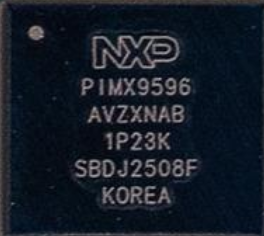 NXP
PIMX9596
AVZXNAB
1P23K
SBDJ2508F
KOREA